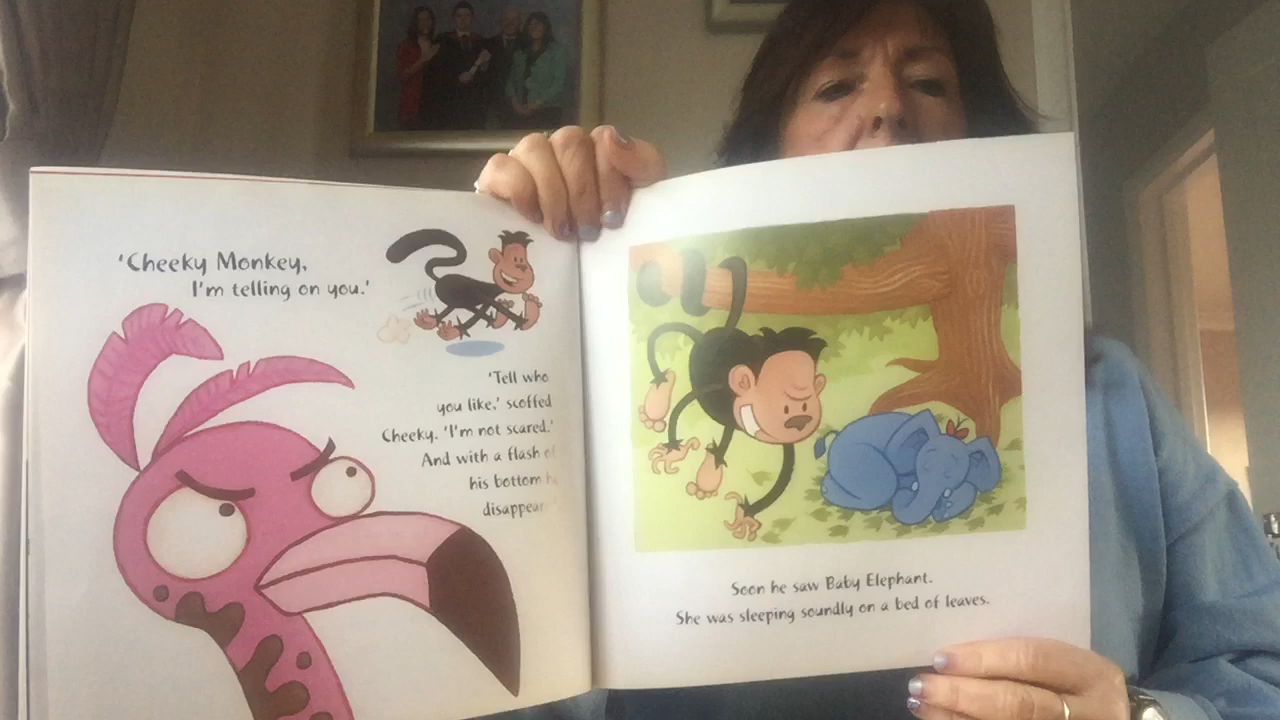 'Cheeky Monkey,
I'm telling on you.'
'Tell who
you like,' scoffed
Cheeky. 'I'm not scared.'
And with a flash
his bottom
Soon he saw Baby Elephant.
She was sleeping soundly on a bed of leaves.